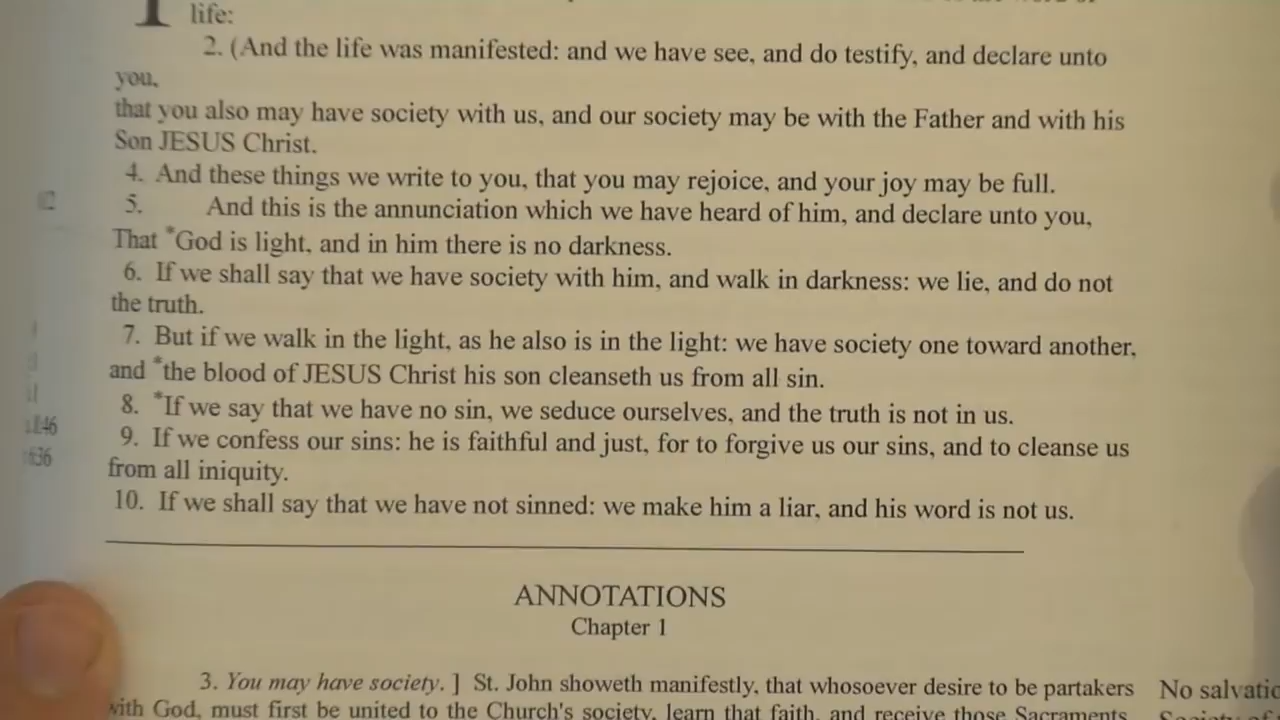 life:
2. (And the life was manifested: and we have see, and do testify, and declare unto
you,
that you also may have society with us, and our society may be with the Father and with his
Son JESUS Christ.
4. And these things we write to you, that you may rejoice, and your joy may be full.
5. And this is the annunciation which we have heard of him, and declare unto you,
That *God is light, and in him there is no darkness.
6. If we shall say that we have society with him, and walk in darkness: we lie, and do not
the truth.
7. But if we walk in the light, as he also is in the light: we have society one toward another,
and *the blood of JESUS Christ his son cleanseth us from all sin.
8. *If we say that we have no sin, we seduce ourselves, and the truth is not in us.
9. If we confess our sins: he is faithful and just, for to forgive us our sins, and to cleanse us
from all iniquity.
10. If we shall say that we have not sinned: we make him a liar, and his word is not us.
ANNOTATIONS
Chapter 1
3. You may have society. ] St. John showeth manifestly, that whosoever desire to be partakers
with God, must first be united to the Church's society, learn that faith, and receive those Sacraments
No